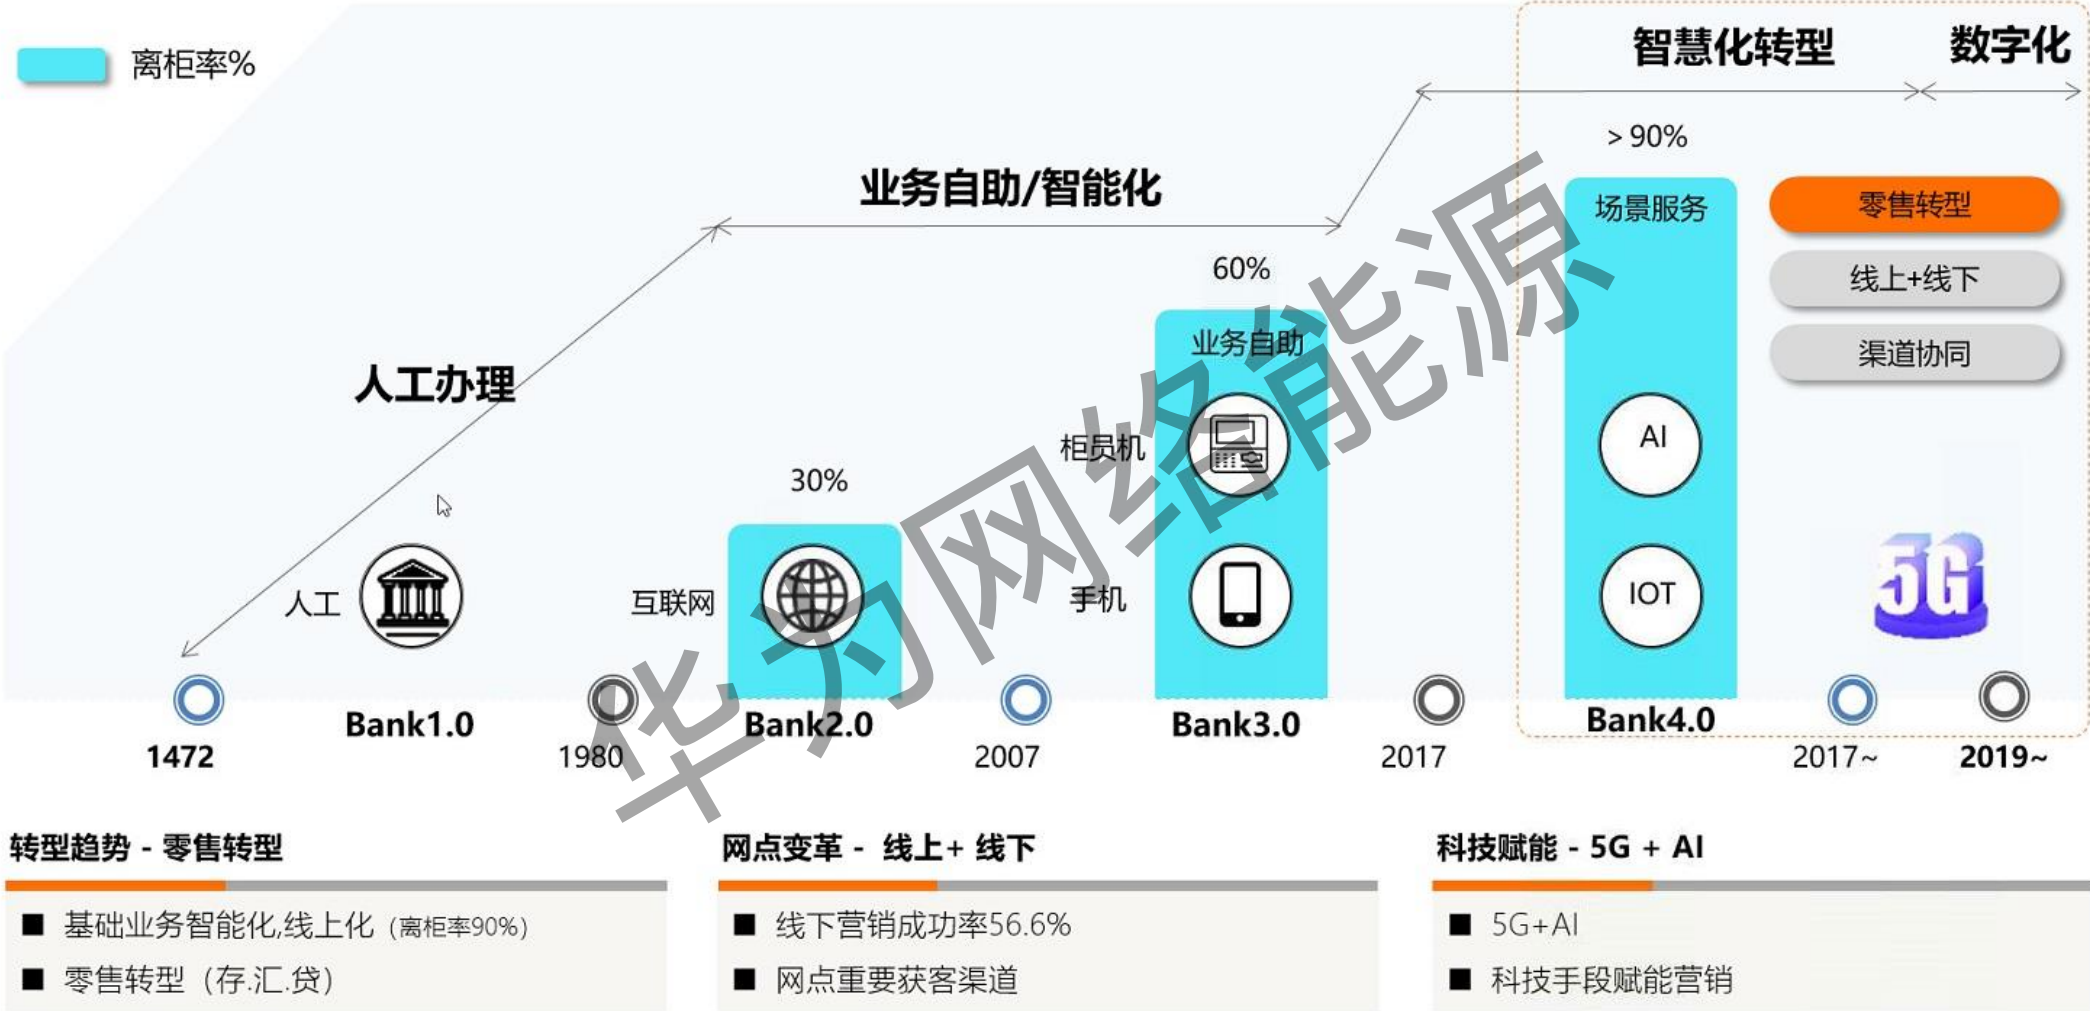 离柜率%
智慧化转型
数字化
>90%
业务自助/智能化
场景服务
零售转型
60%
线上+线下
业务自助
渠道协同
人工办理
柜员机
AI
30%
人工
互联网
手机
IOT
5G
Bank1.0
Bank2.0
Bank3.0
Bank4.0
1472
1980
2007
2017
2017~
2019~
华为网络能源
转型趋势 - 零售转型
■ 基础业务智能化,线上化（离柜率90%）
■ 零售转型（存.汇.贷）
网点变革 - 线上+ 线下
■ 线下营销成功率56.6%
■ 网点重要获客渠道
科技赋能 - 5G + AI
■ 5G+AI
■ 科技手段赋能营销